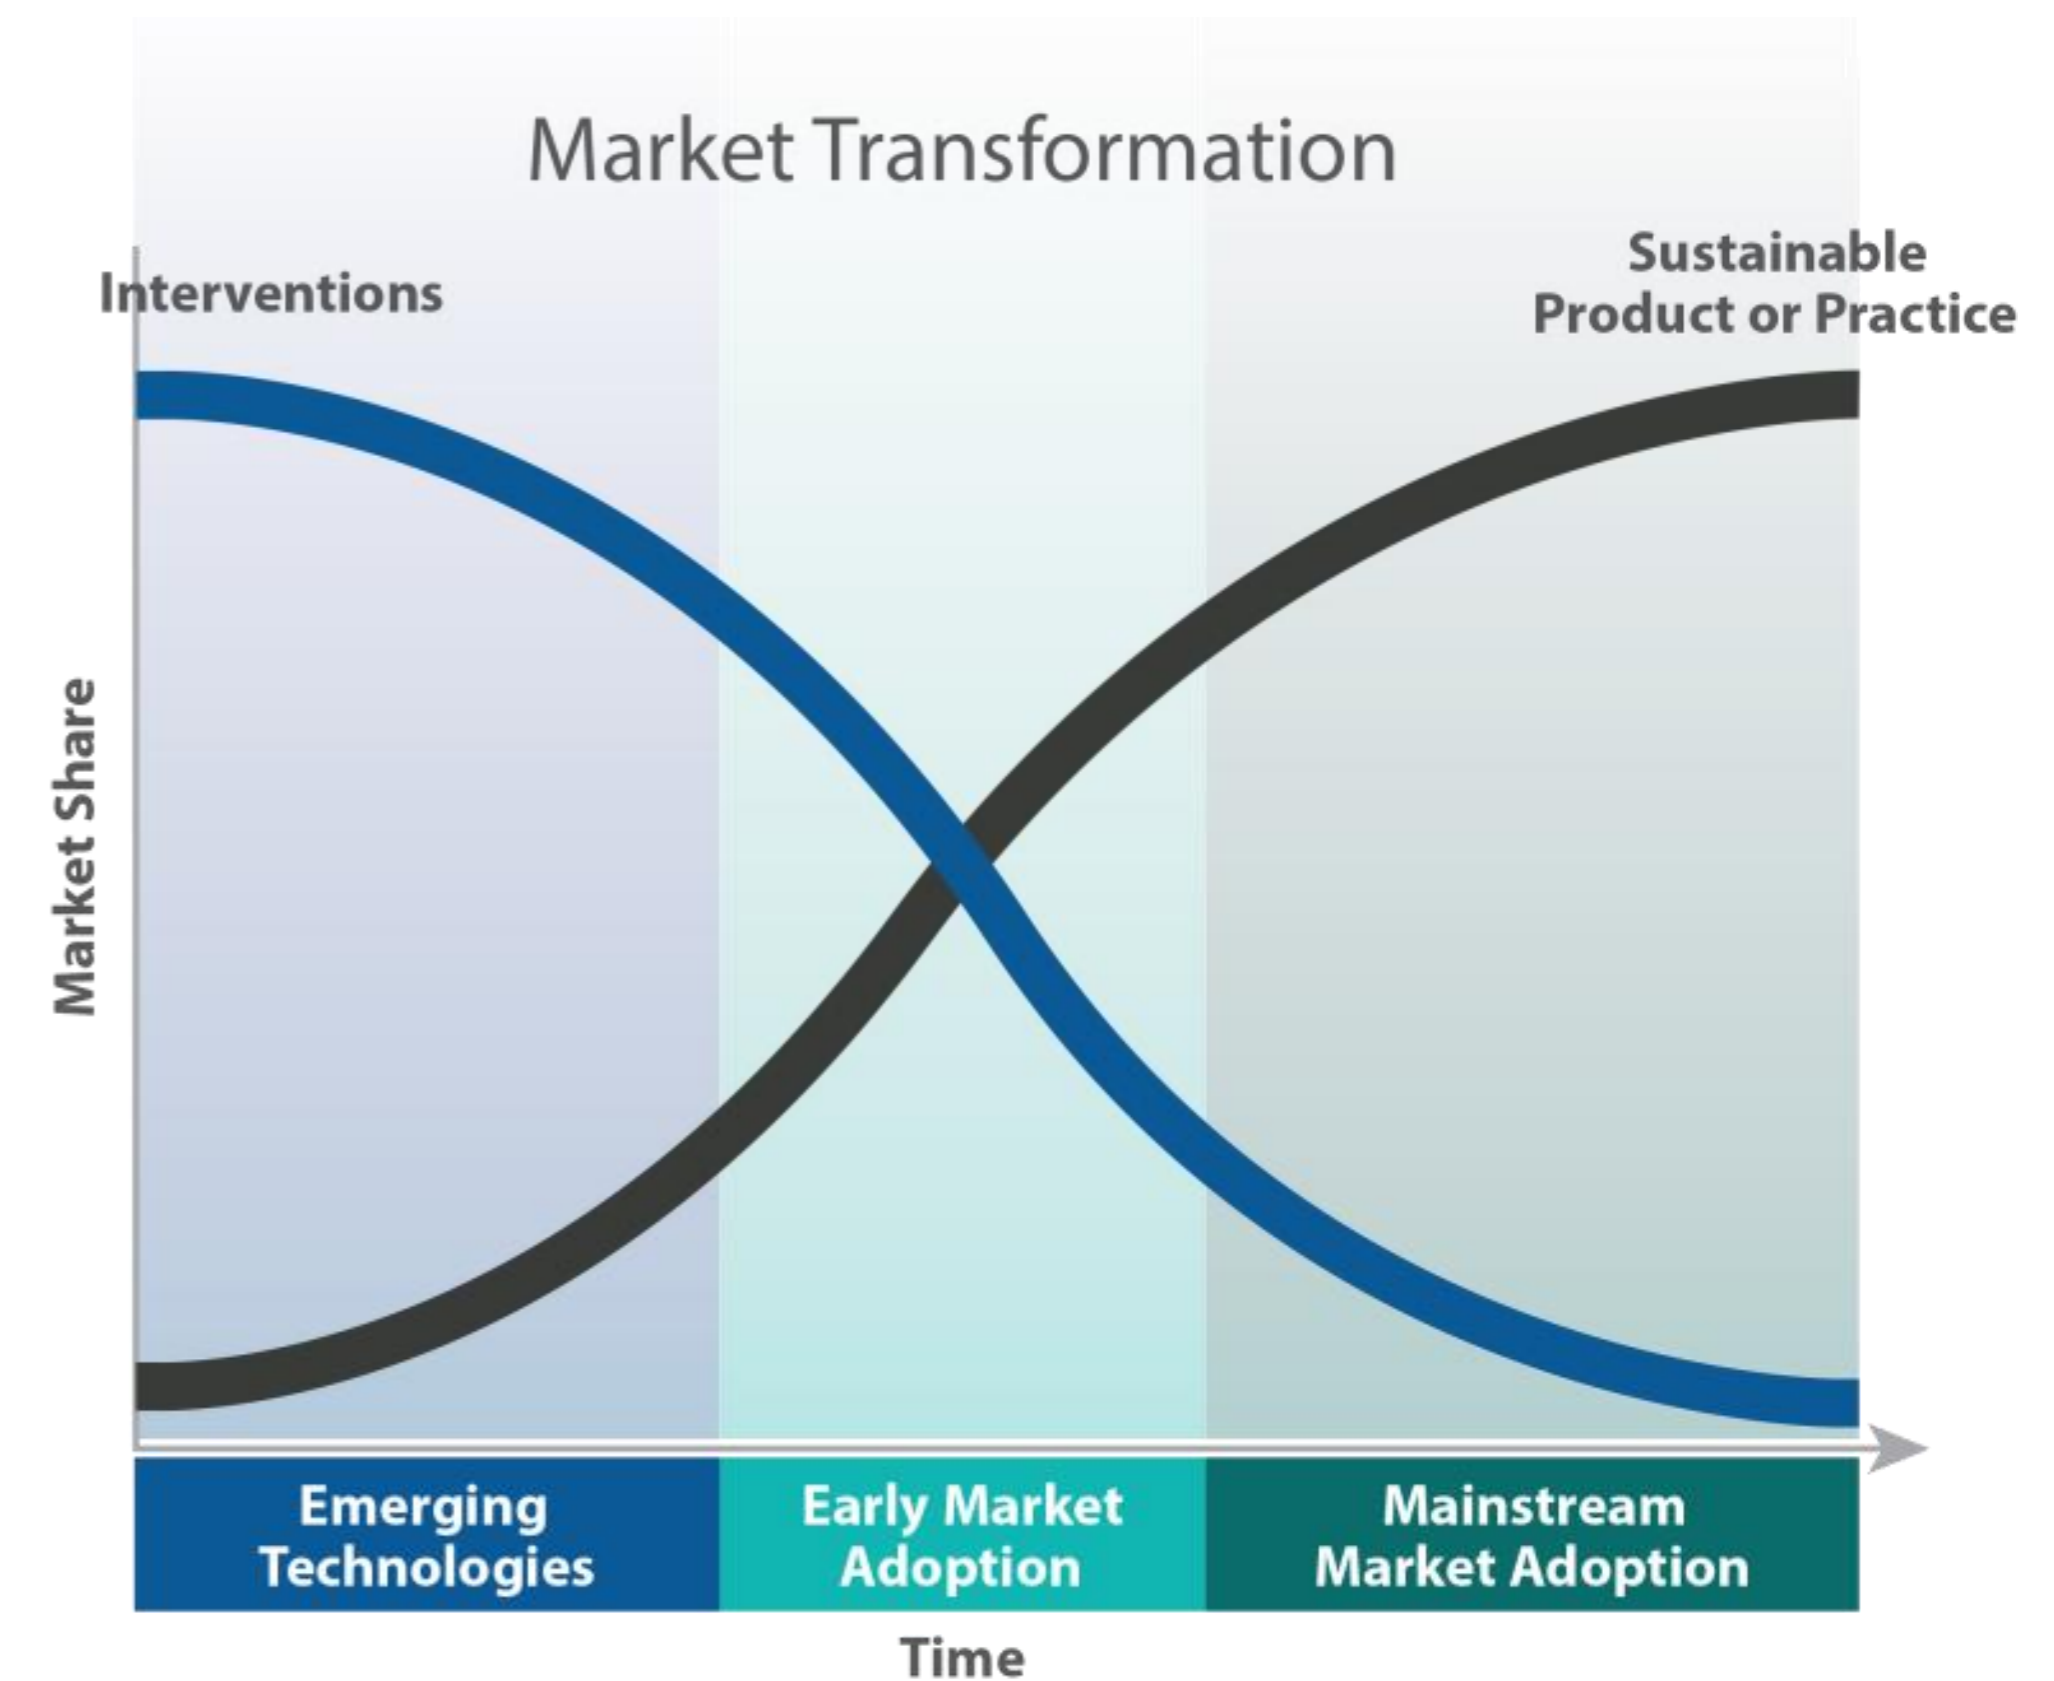 Market Transformation
Interventions
Sustainable
Product or Practice
Market Share
Emerging
Technologies
Early Market
Adoption
Mainstream
Market Adoption
Time